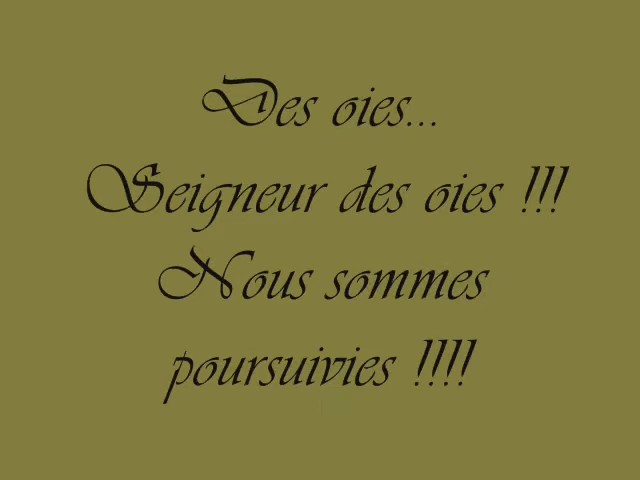 Des oies...
Seigneur des oies !!!
Nous sommes
poursuivies !!!!